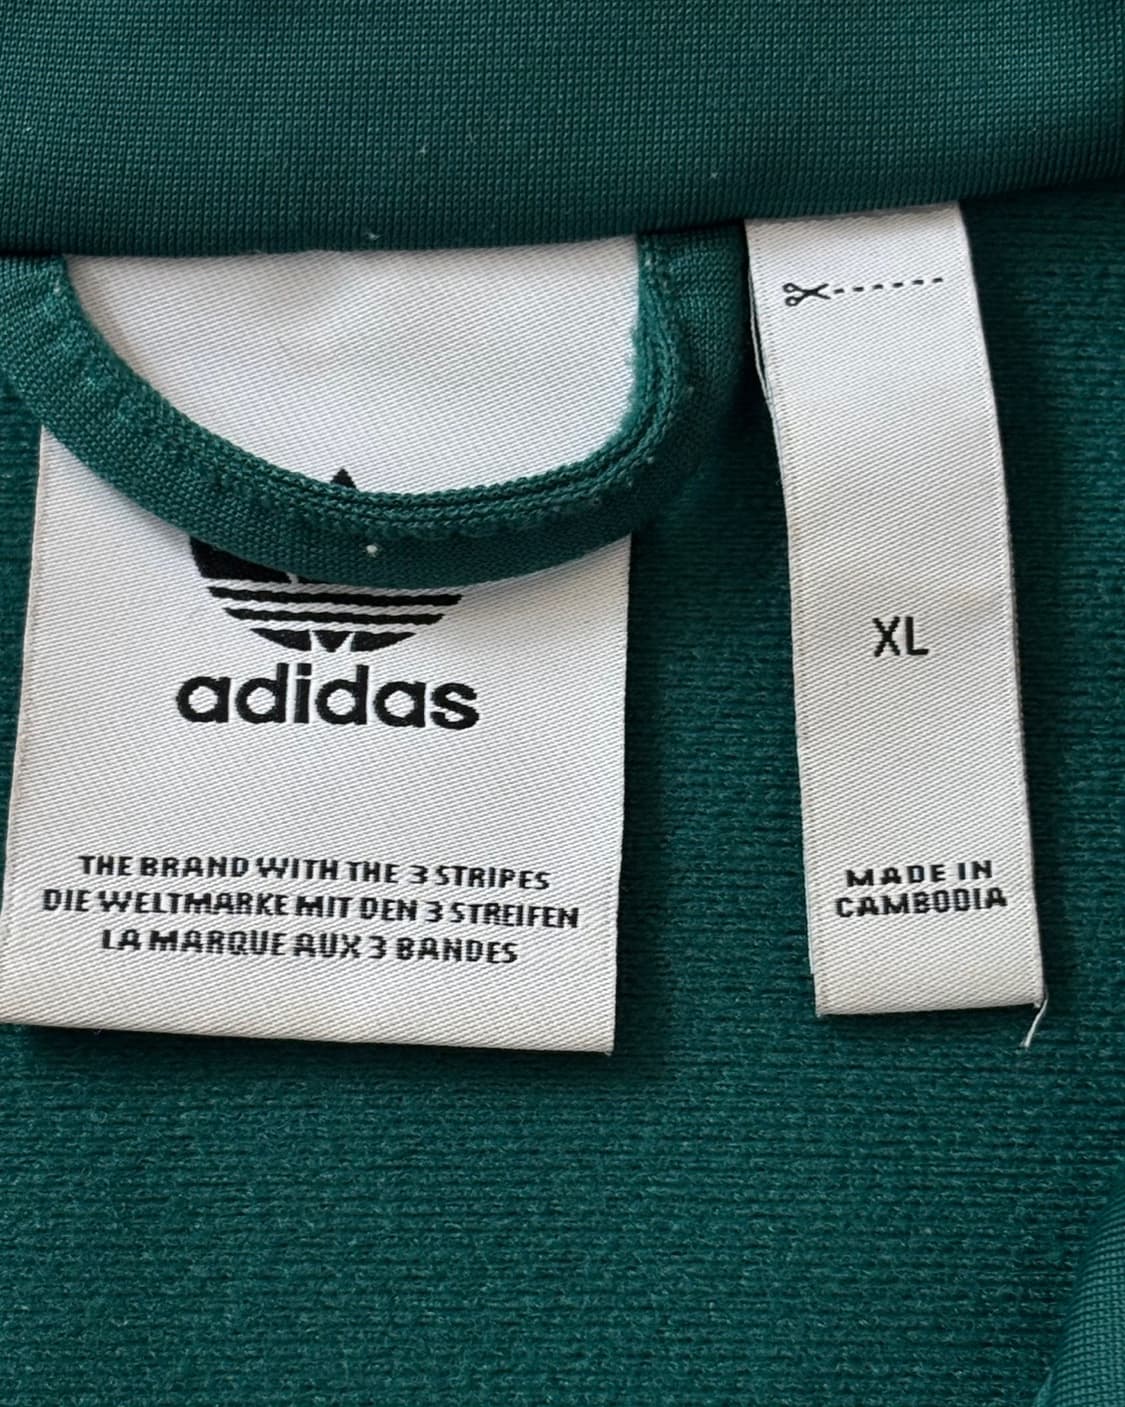 adidas
THE BRAND WITH THE 3 STRIPES
DIE WELTMARKE MIT DEN 3 STREIFEN
LA MARQUE AUX 3 BANDES
XL
MADE IN
CAMBODIA